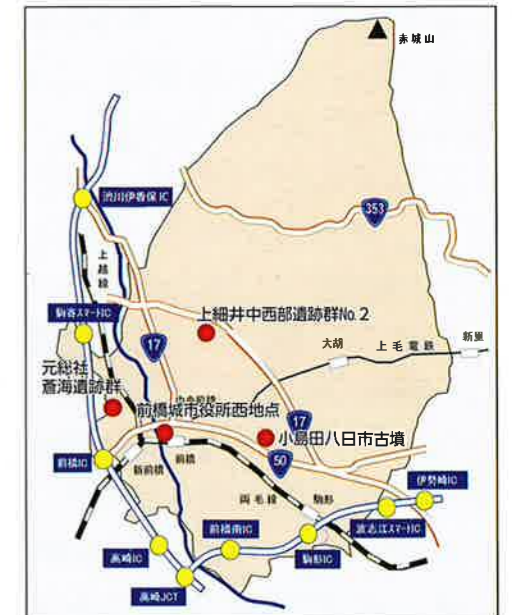 赤城山
渋川伊香保IC
353
上越線
駒寄スマートIC
上細井中西部遺跡群No.2
大胡
上毛電鉄
新里
17
元総社
蒼海遺跡群
中央前橋
前橋城市役所西地点
17
小島田八日市古墳
前橋IC
新前橋
前橋
50
伊勢崎IC
両毛線
駒形
波志江スマートIC
前橋南IC
高崎IC
駒形IC
高崎JCT